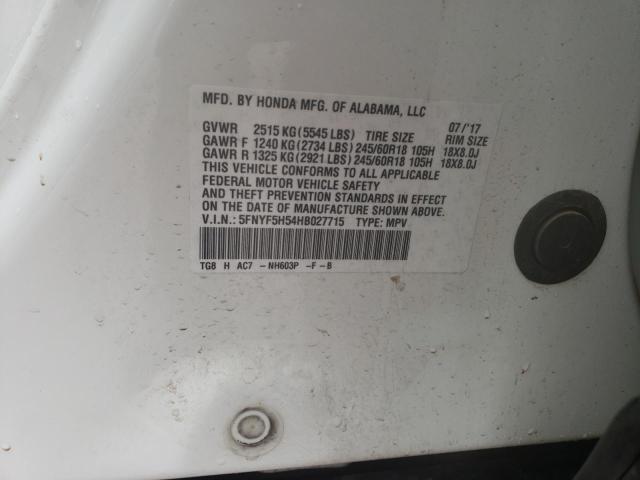 MFD. BY HONDA MFG. OF ALABAMA, LLC
07/'17
GVWR 2515 KG(5545 LBS) TIRE SIZE RIM SIZE
GAWR F 1240 KG(2734 LBS)245/60R18 105H 18X8.0J
GAWR R 1325 KG(2921 LBS)245/60R18 105H 18X8.0J
THIS VEHICLE CONFORMS TO ALL APPLICABLE
FEDERAL MOTOR VEHICLE SAFETY
AND THEFT PREVENTION STANDARDS IN EFFECT
ON THE DATE OF MANUFACTURE SHOWN ABOVE.
V.I.N.: 5FNYF5H54HB027715 TYPE: MPV
TG8 H AC7 -NH603P -F -B